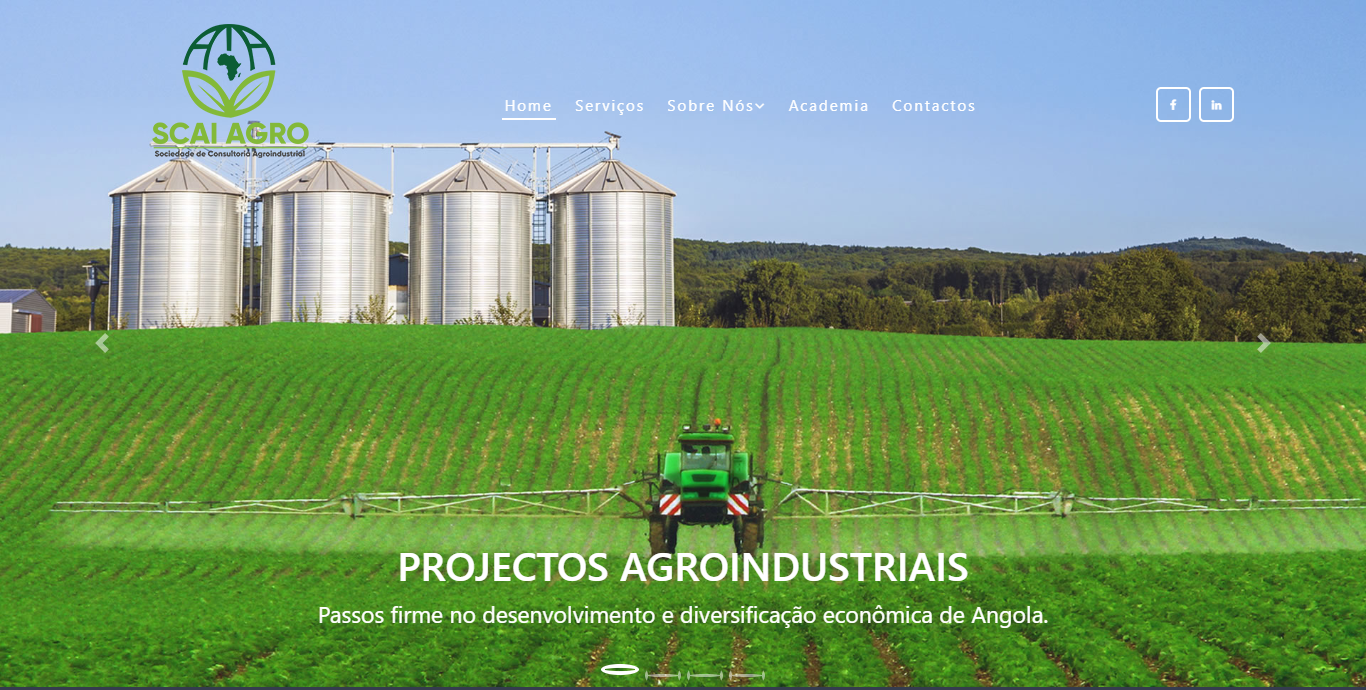 SCAI AGRO
Sociedade de Consultoria Agroindustrial
Home Serviços Sobre Nós Academia Contactos
PROJECTOS AGROINDUSTRIAIS
Passos firme no desenvolvimento e diversificação econômica de Angola.